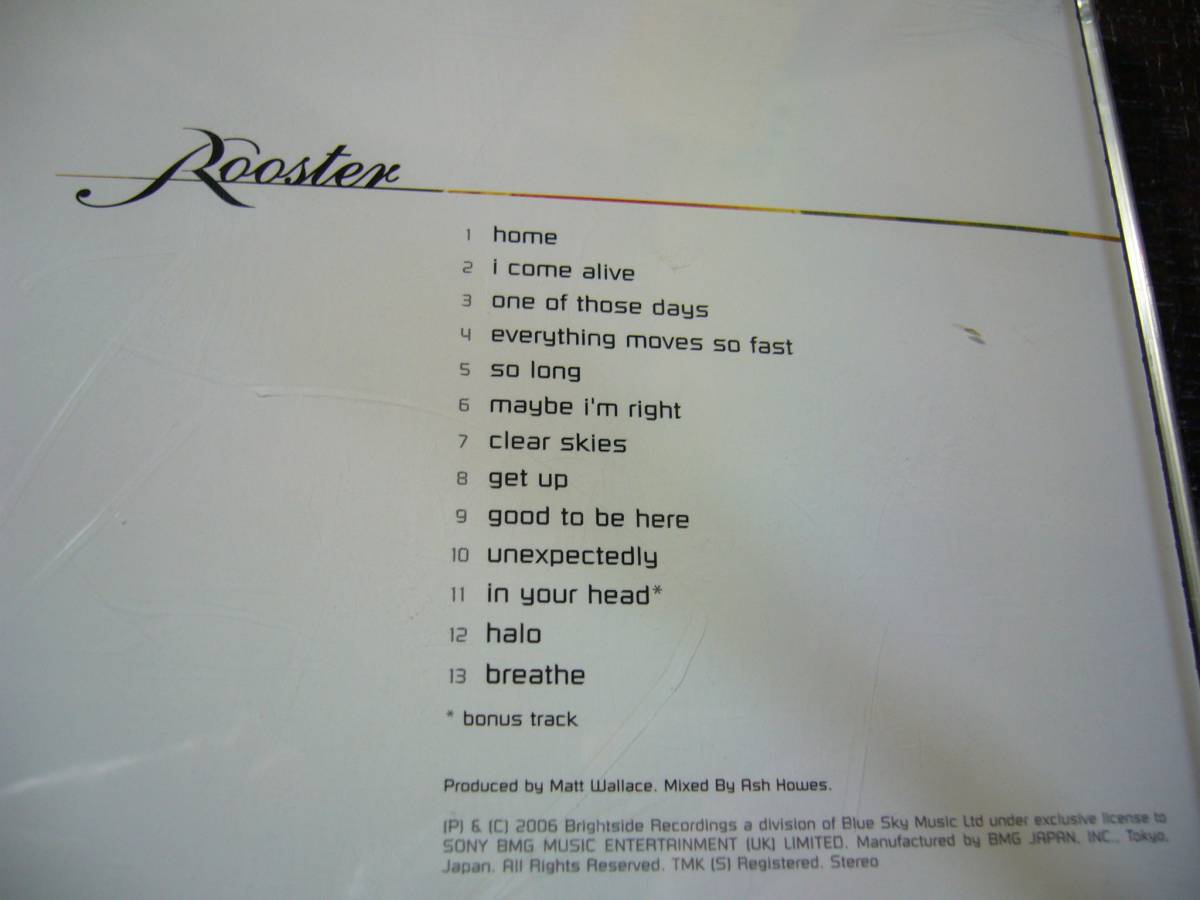 Rooster
1 home
2 i come alive
3 one of those days
4 everything moves so fast
5 so long
6 maybe i'm right
7 clear skies
8 get up
9 good to be here
10 unexpectedly
11 in your head*
12 halo
13 breathe
* bonus track
Produced by Matt Wallace. Mixed By Ash Howes.
(P) & (C) 2006 Brightside Recordings a division of Blue Sky Music Ltd under exclusive license to
SONY BMG MUSIC ENTERTAINMENT (UK) LIMITED. Manufactured by BMG JAPAN, INC., Tokyo,
Japan. All Rights Reserved. TMK (S) Registered. Stereo